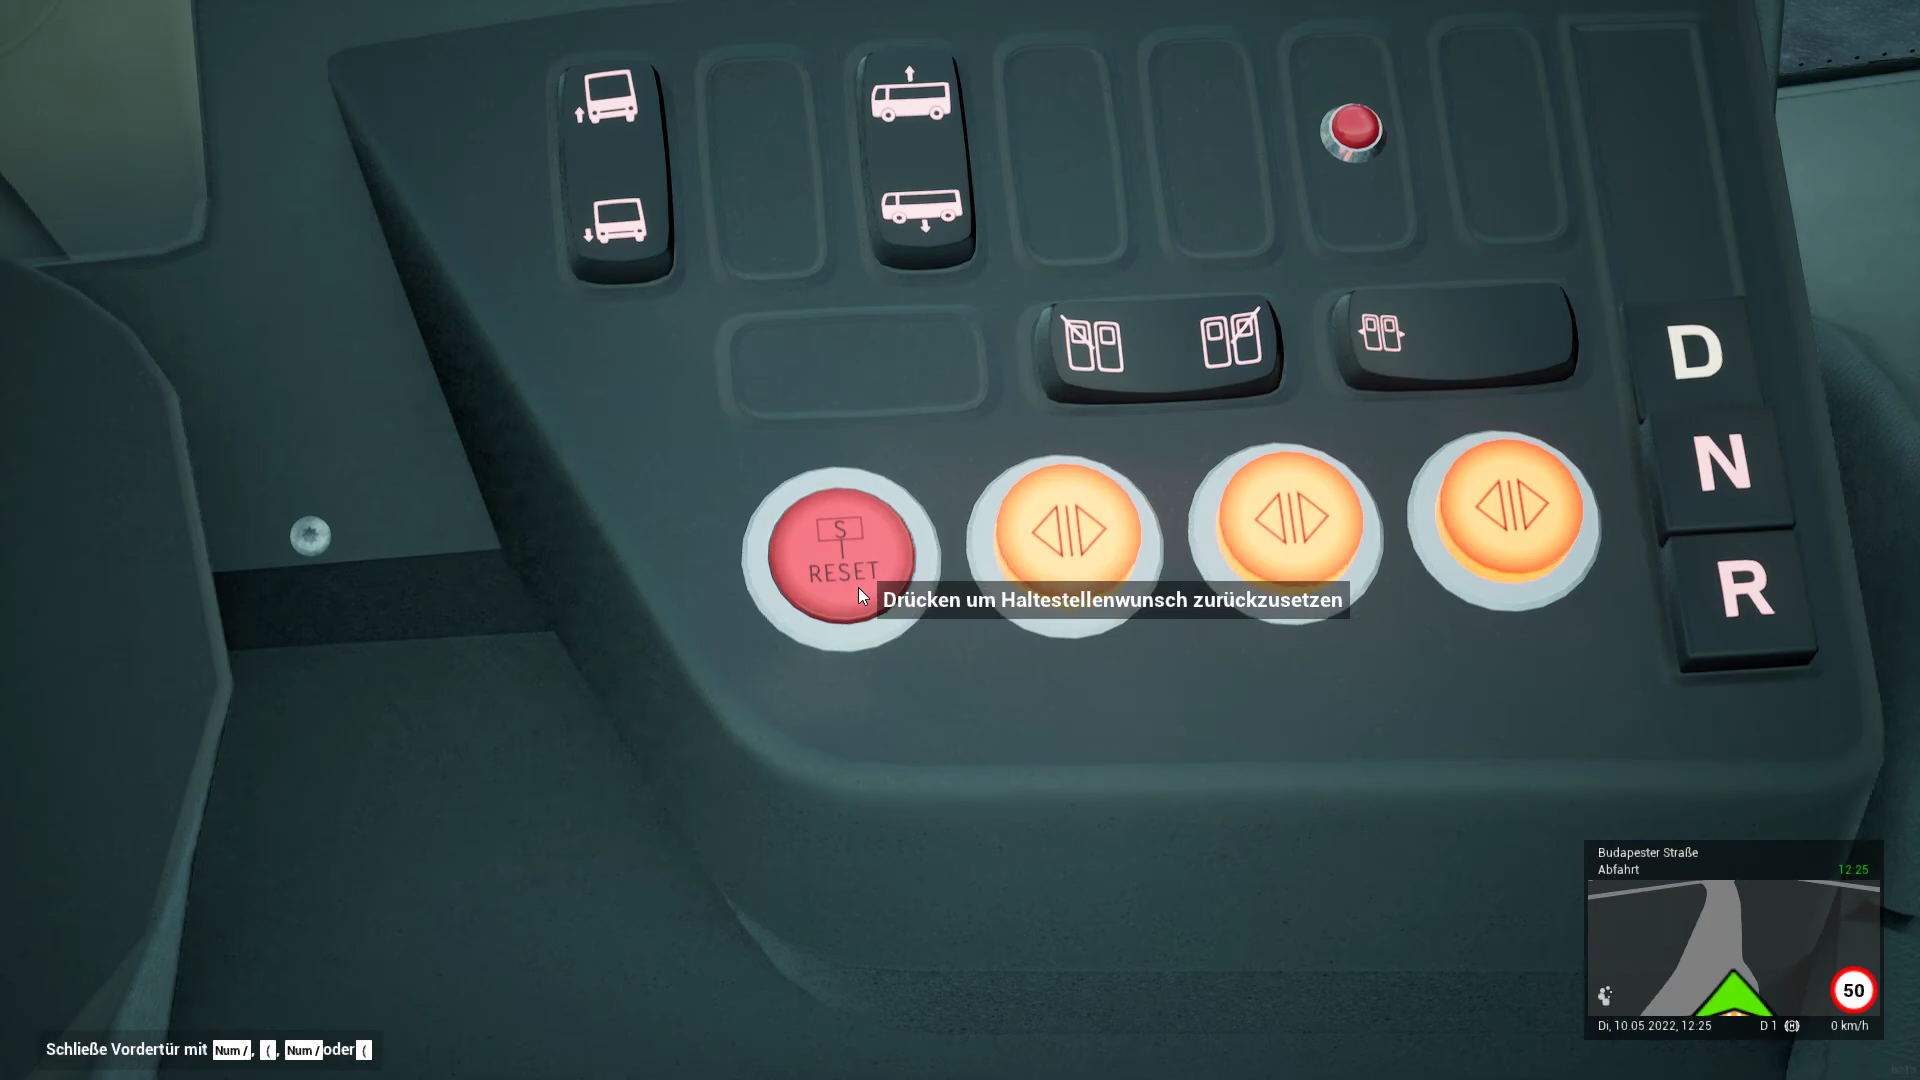 D
N
R
S
RESET
Drücken um Haltestellenwunsch zurückzusetzen
Budapester Straße
Abfahrt 12:25
50
Di, 10.05.2022, 12:25 D 1 (H) 0 km/h
Schließe Vordertür mit Num /, (, Num / oder (